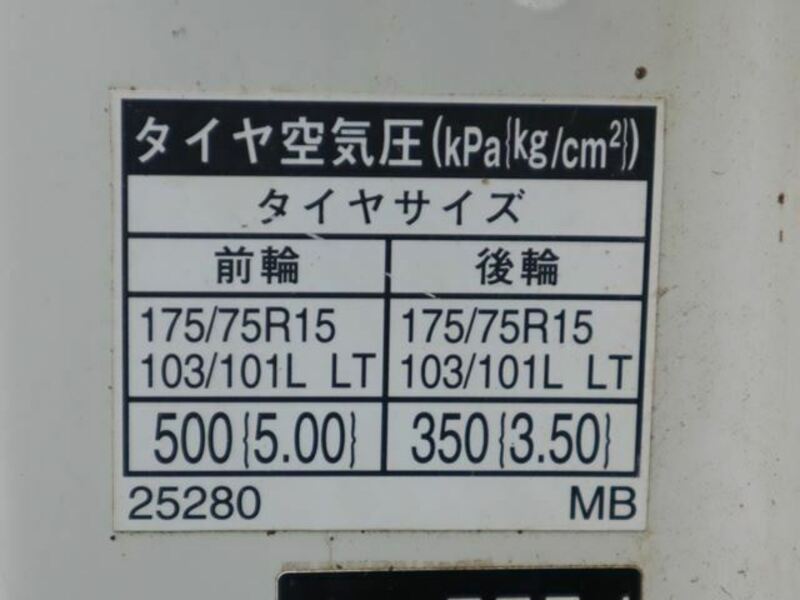 タイヤ空気圧(kPa{kg/cm²})
タイヤサイズ
前輪 後輪
175/75R15 175/75R15
103/101L LT 103/101L LT
500{5.00} 350{3.50}
25280 MB